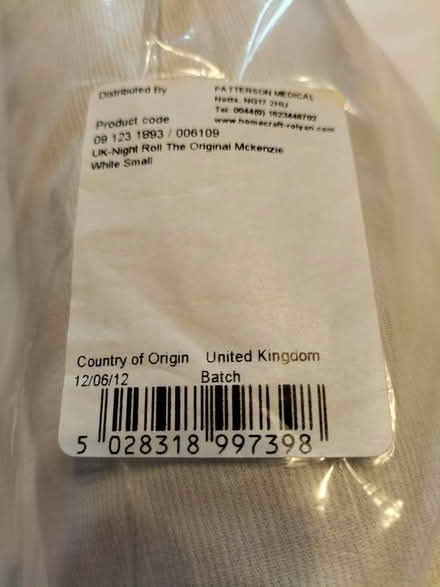 Distributed By
PATTERSON MEDICAL
Notts, NG17 2HU
Tel: 0044(0) 1623448702
www.homecraft-rolyan.com
Product code
09 123 1893 / 006109
UK-Night Roll The Original Mckenzie
White Small
Country of Origin United Kingdom
12/06/12 Batch
5 028318 997398